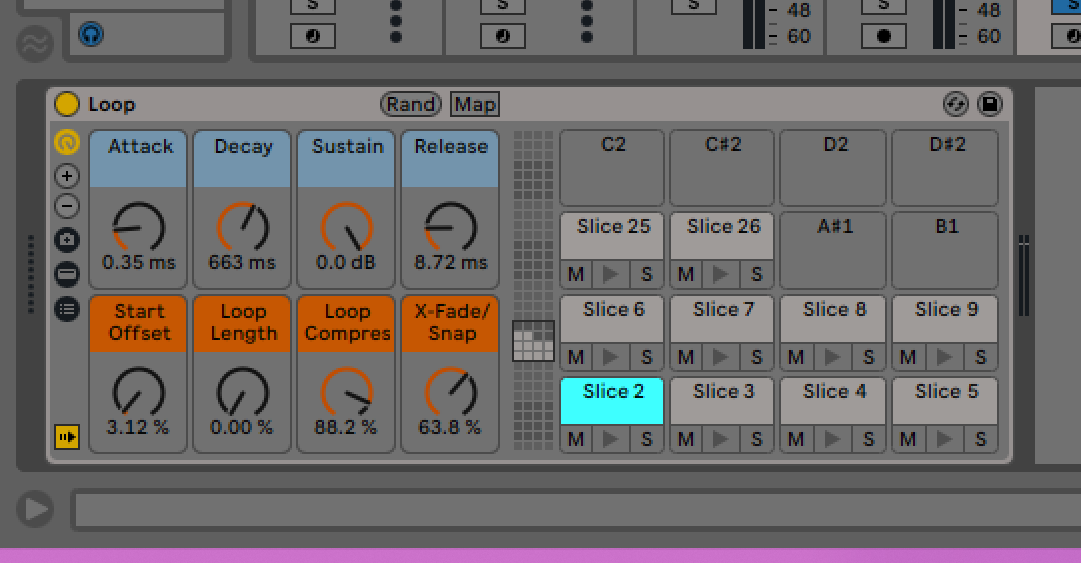 S
S
S
S
S
48
48
60
60
Loop
Rand
Map
Attack
Decay
Sustain
Release
0.35 ms
663 ms
0.0 dB
8.72 ms
Start
Offset
Loop
Length
Loop
Compres
X-Fade/
Snap
3.12 %
0.00 %
88.2 %
63.8 %
C2
C#2
D2
D#2
Slice 25
Slice 26
A#1
B1
M
S
M
S
Slice 6
Slice 7
Slice 8
Slice 9
M
S
M
S
M
S
M
S
Slice 2
Slice 3
Slice 4
Slice 5
M
S
M
S
M
S
M
S